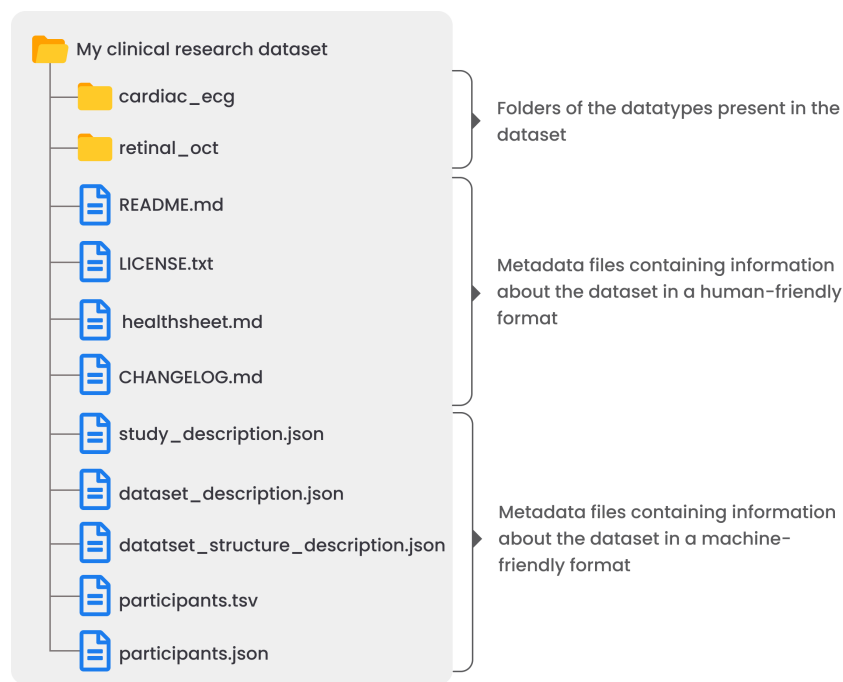 My clinical research dataset
cardiac_ecg
retinal_oct
README.md
LICENSE.txt
healthsheet.md
CHANGELOG.md
study_description.json
dataset_description.json
datatset_structure_description.json
participants.tsv
participants.json
Folders of the datatypes present in the
dataset
Metadata files containing information
about the dataset in a human-friendly
format
Metadata files containing information
about the dataset in a machine-
friendly format